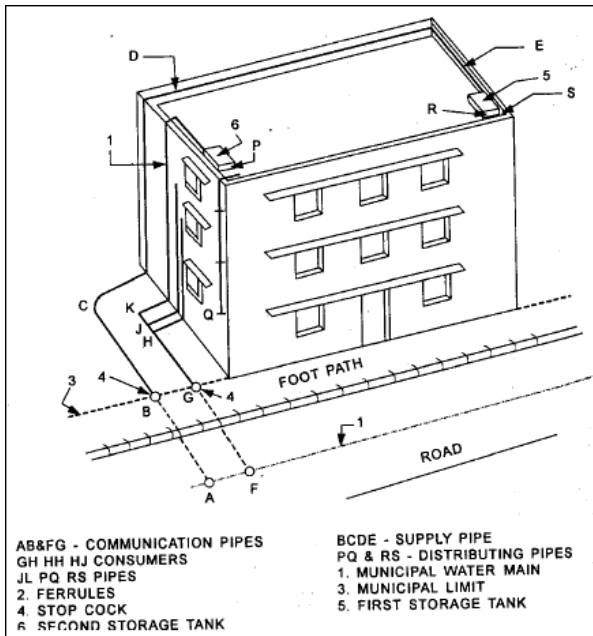 D
E
5
S
R
6
P
1
C
K
Q
J
H
4
G
4
3
B
FOOT PATH
1
ROAD
A
F
AB&FG - COMMUNICATION PIPES
GH HH HJ CONSUMERS
JL PQ RS PIPES
2. FERRULES
4. STOP COCK
6. SECOND STORAGE TANK
BCDE - SUPPLY PIPE
PQ & RS - DISTRIBUTING PIPES
1. MUNICIPAL WATER MAIN
3. MUNICIPAL LIMIT
5. FIRST STORAGE TANK